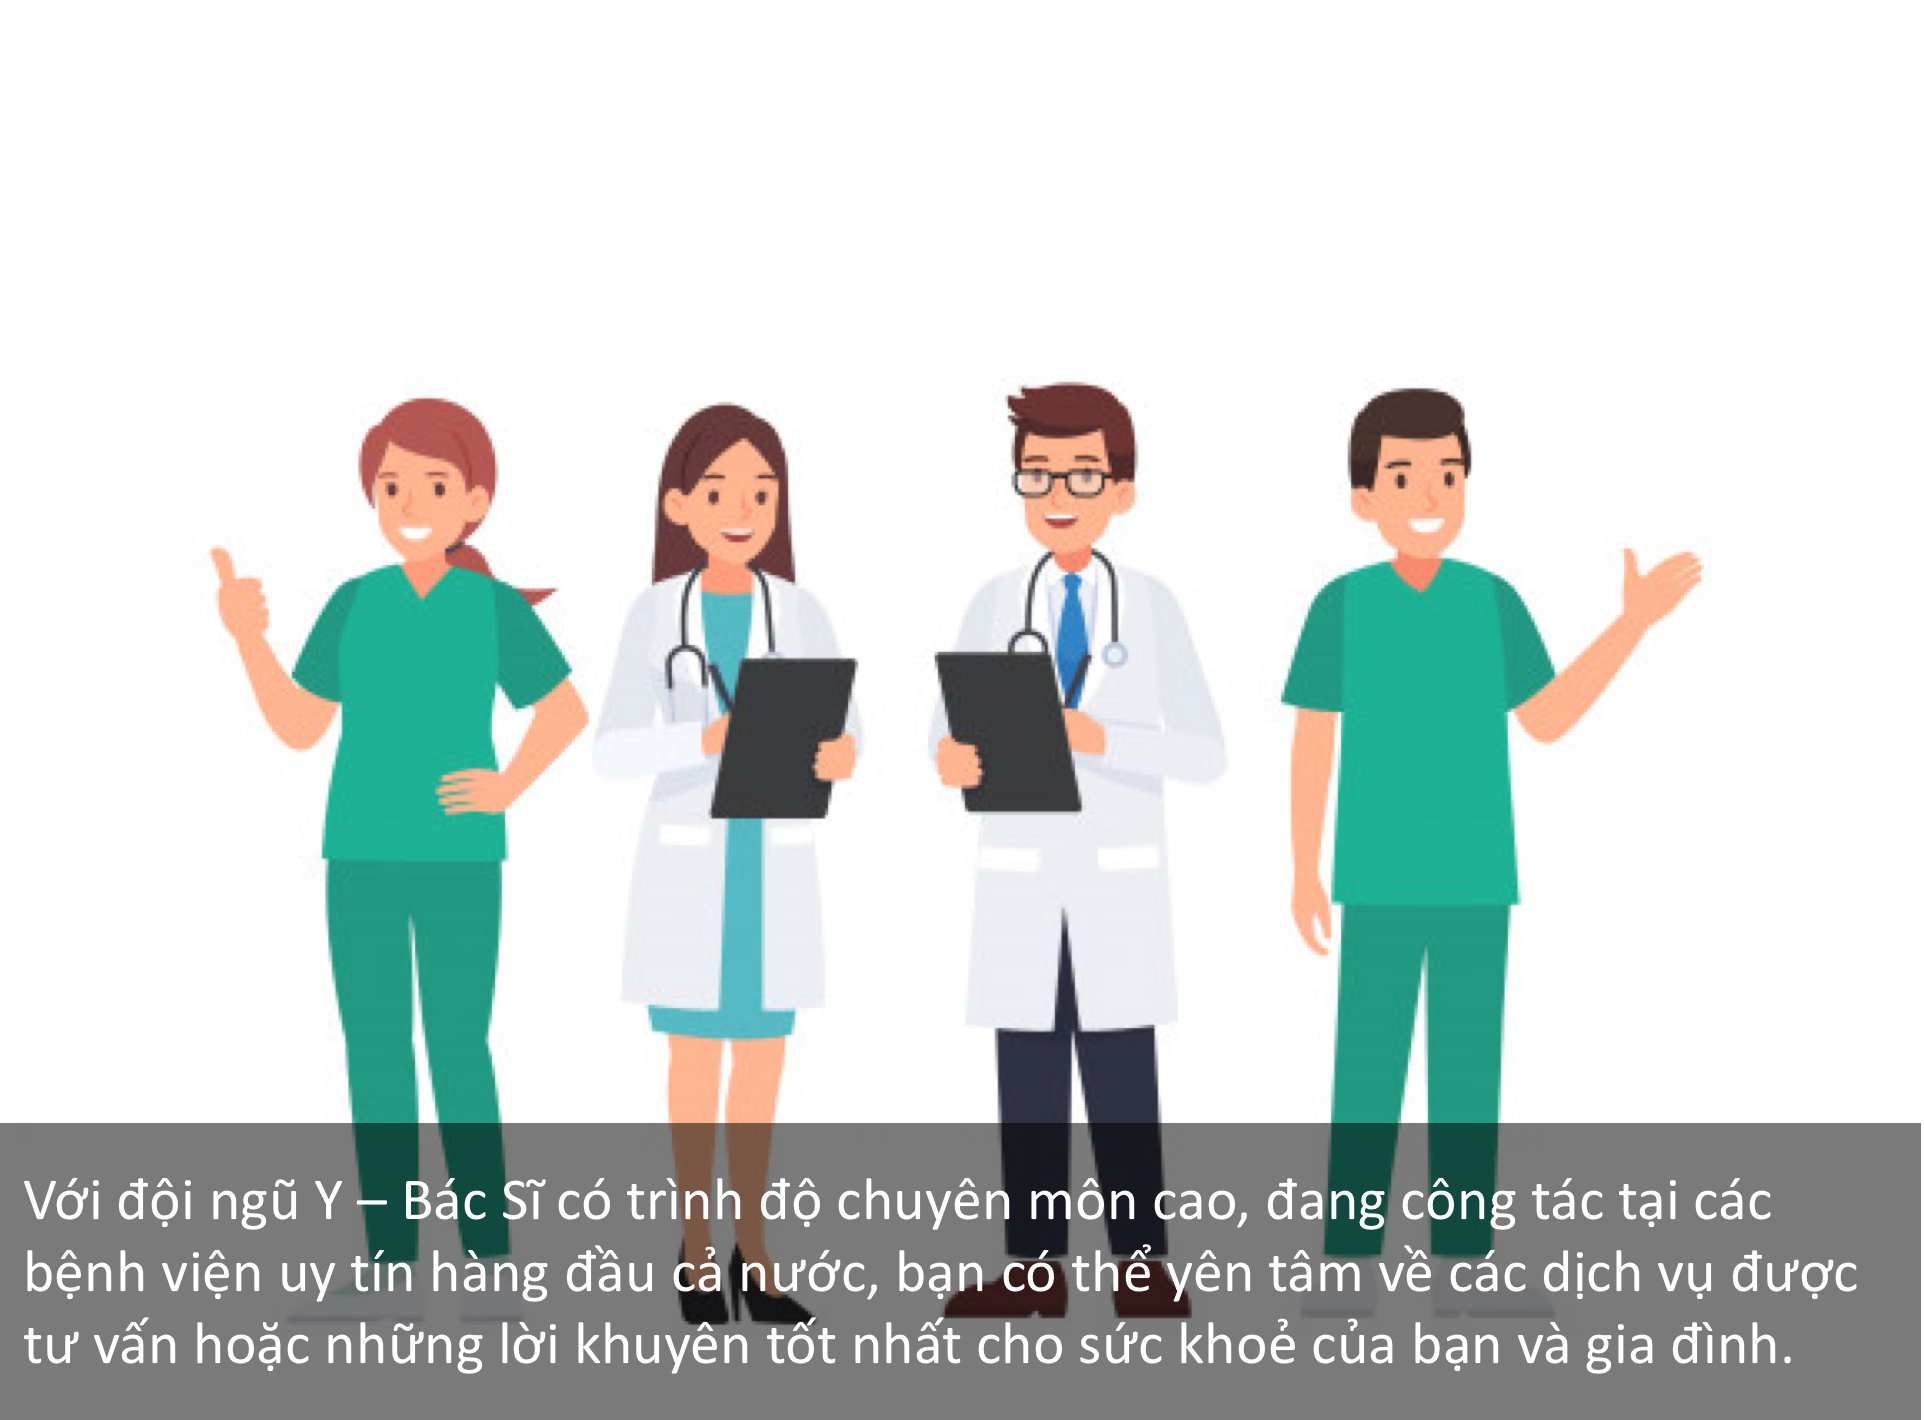 Với đội ngũ Y – Bác Sĩ có trình độ chuyên môn cao, đang công tác tại các
bệnh viện uy tín hàng đầu cả nước, bạn có thể yên tâm về các dịch vụ được
tư vấn hoặc những lời khuyên tốt nhất cho sức khoẻ của bạn và gia đình.